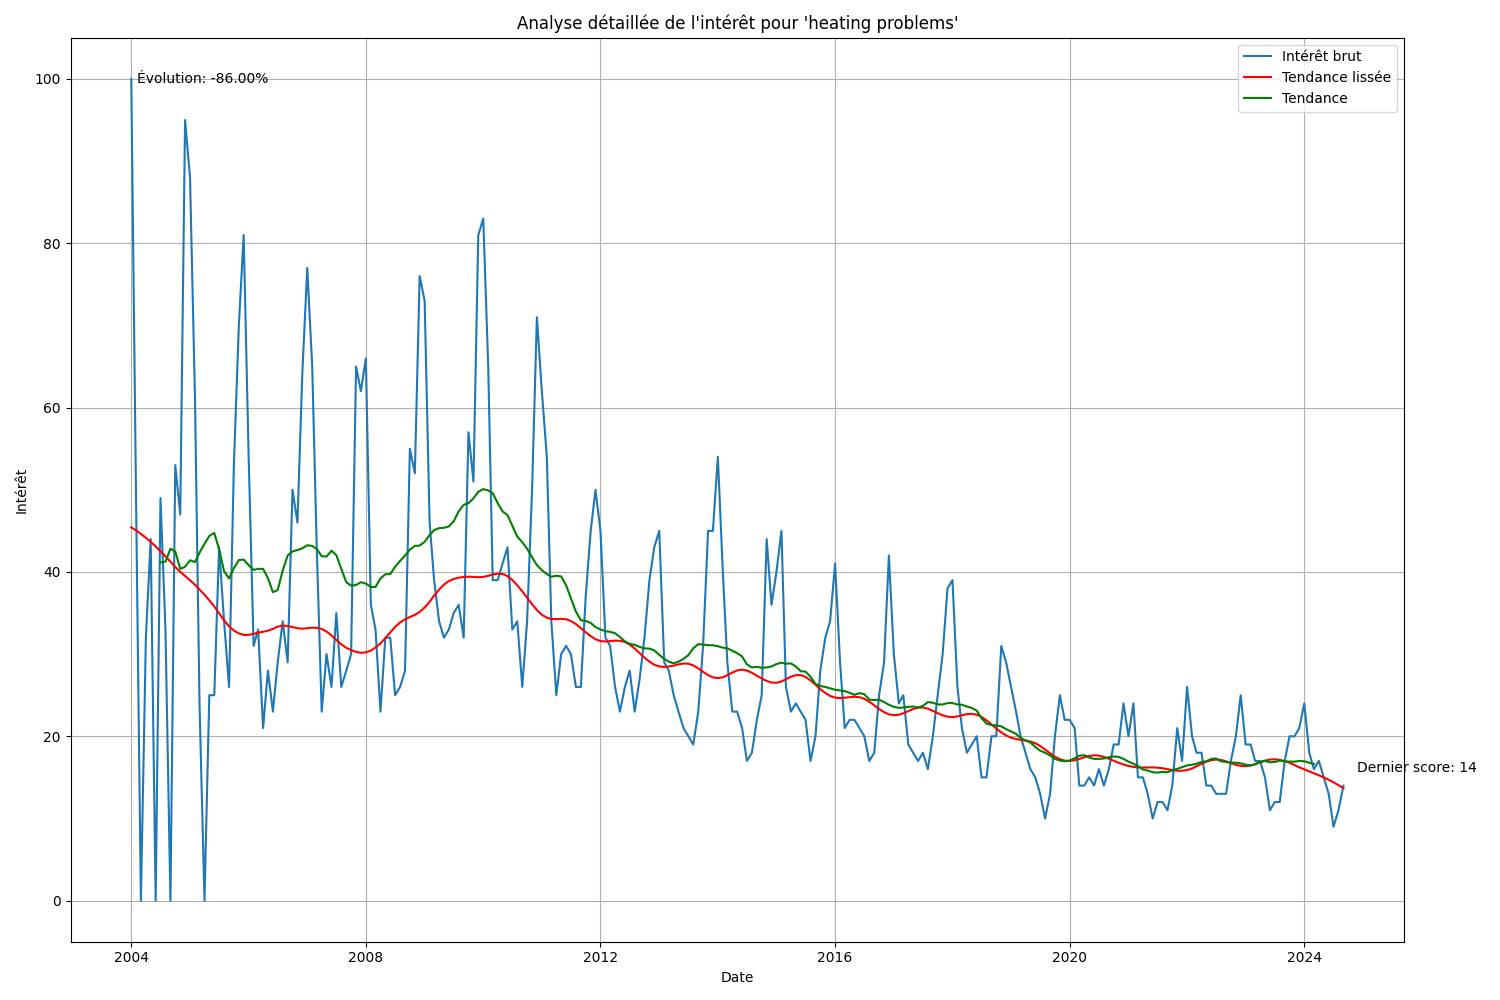 Analyse détaillée de l'intérêt pour 'heating problems'
Évolution: -86.00%
Intérêt brut
Tendance lissée
Tendance
100
80
60
40
20
0
Intérêt
Dernier score: 14
2004
2008
2012
2016
2020
2024
Date